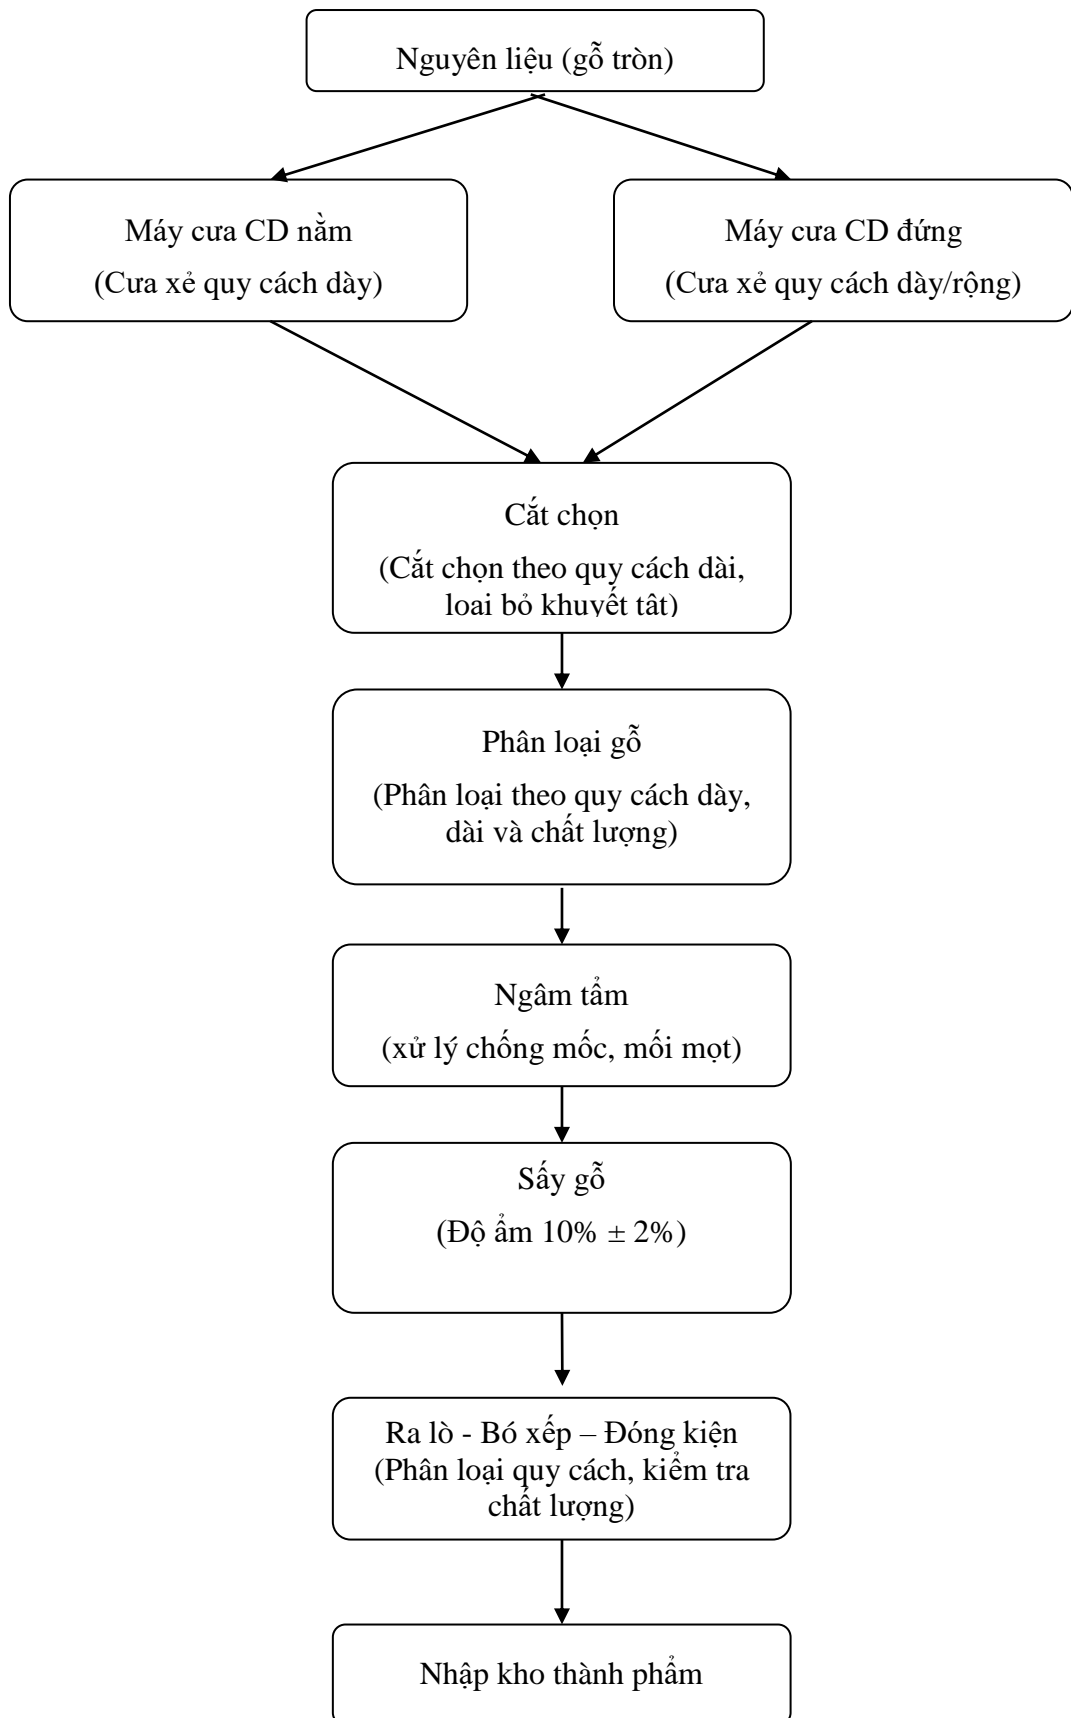 Nguyên liệu (gỗ tròn)
Máy cưa CD nằm
(Cưa xẻ quy cách dày)
Máy cưa CD đứng
(Cưa xẻ quy cách dày/rộng)
Cắt chọn
(Cắt chọn theo quy cách dài,
loại bỏ khuyết tật)
Phân loại gỗ
(Phân loại theo quy cách dày,
dài và chất lượng)
Ngâm tẩm
(xử lý chống mốc, mối mọt)
Sấy gỗ
(Độ ẩm 10% ± 2%)
Ra lò - Bó xếp – Đóng kiện
(Phân loại quy cách, kiểm tra
chất lượng)
Nhập kho thành phẩm